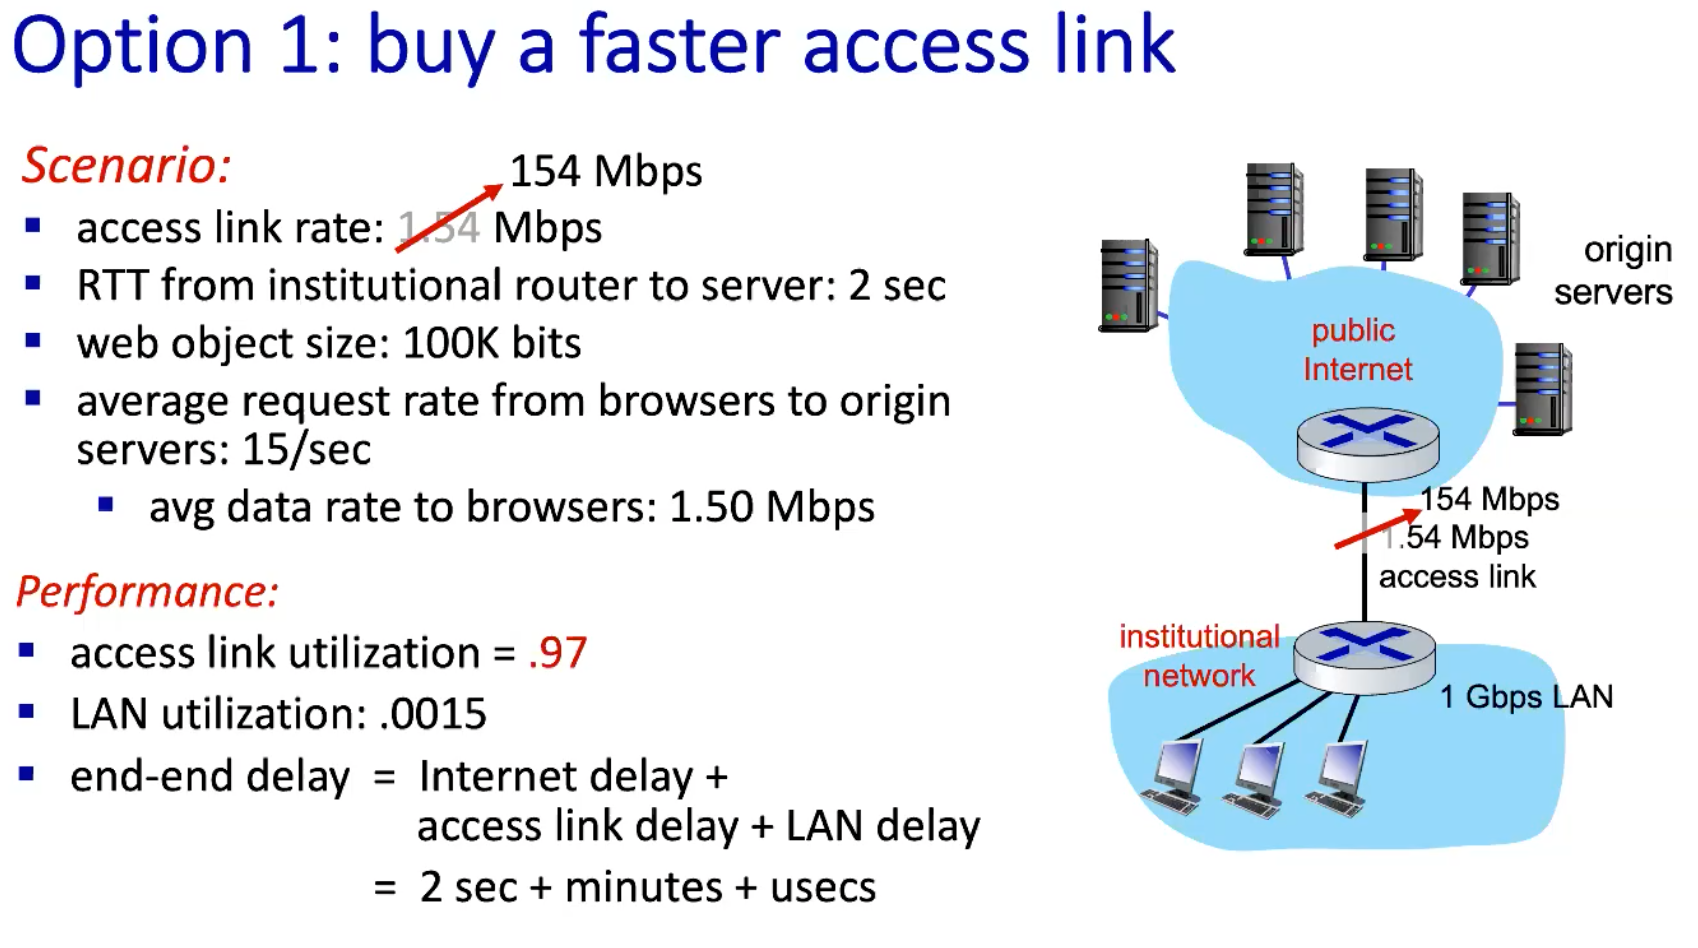 Option 1: buy a faster access link
Scenario:
154 Mbps
▪ access link rate: 1.54 Mbps
▪ RTT from institutional router to server: 2 sec
▪ web object size: 100K bits
▪ average request rate from browsers to origin
servers: 15/sec
▪ avg data rate to browsers: 1.50 Mbps
Performance:
▪ access link utilization = .97
▪ LAN utilization: .0015
▪ end-end delay = Internet delay +
access link delay + LAN delay
= 2 sec + minutes + usecs
origin
servers
public
Internet
154 Mbps
1.54 Mbps
access link
institutional
network
1 Gbps LAN